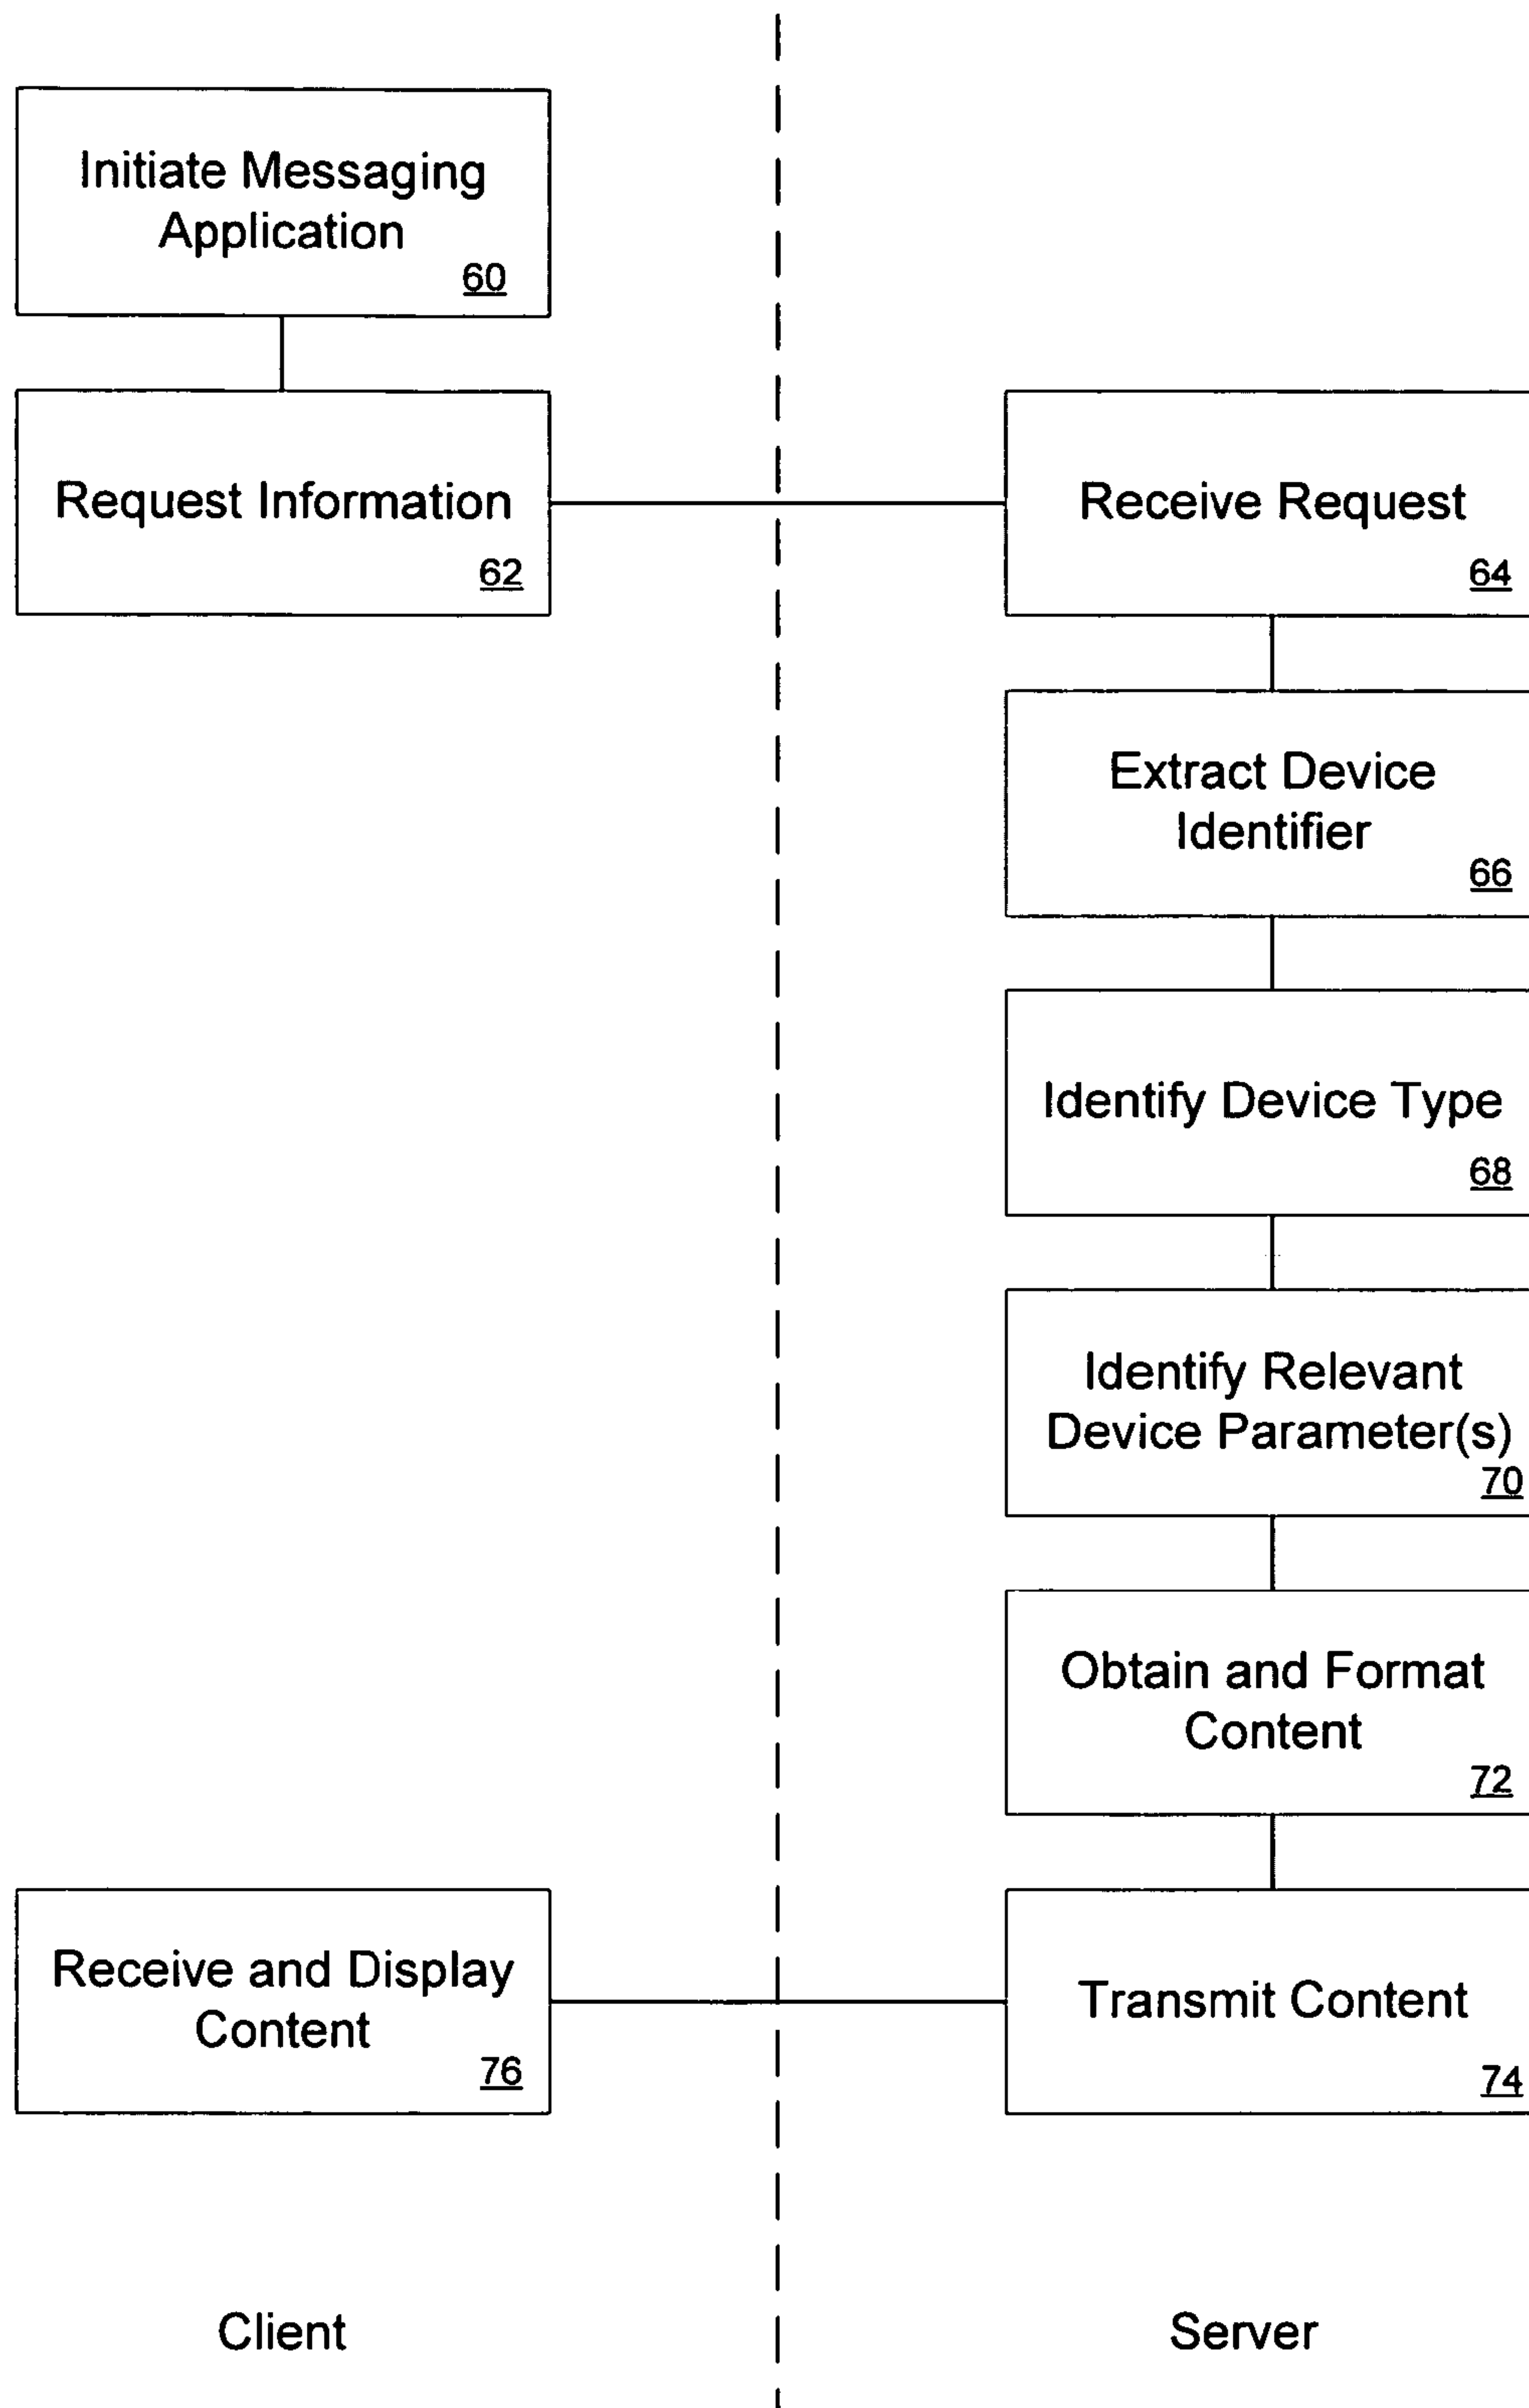 Initiate Messaging
Application
60
Request Information
62
Receive Request
64
Extract Device
Identifier
66
Identify Device Type
68
Identify Relevant
Device Parameter(s)
70
Obtain and Format
Content
72
Transmit Content
74
Receive and Display
Content
76
Client
Server